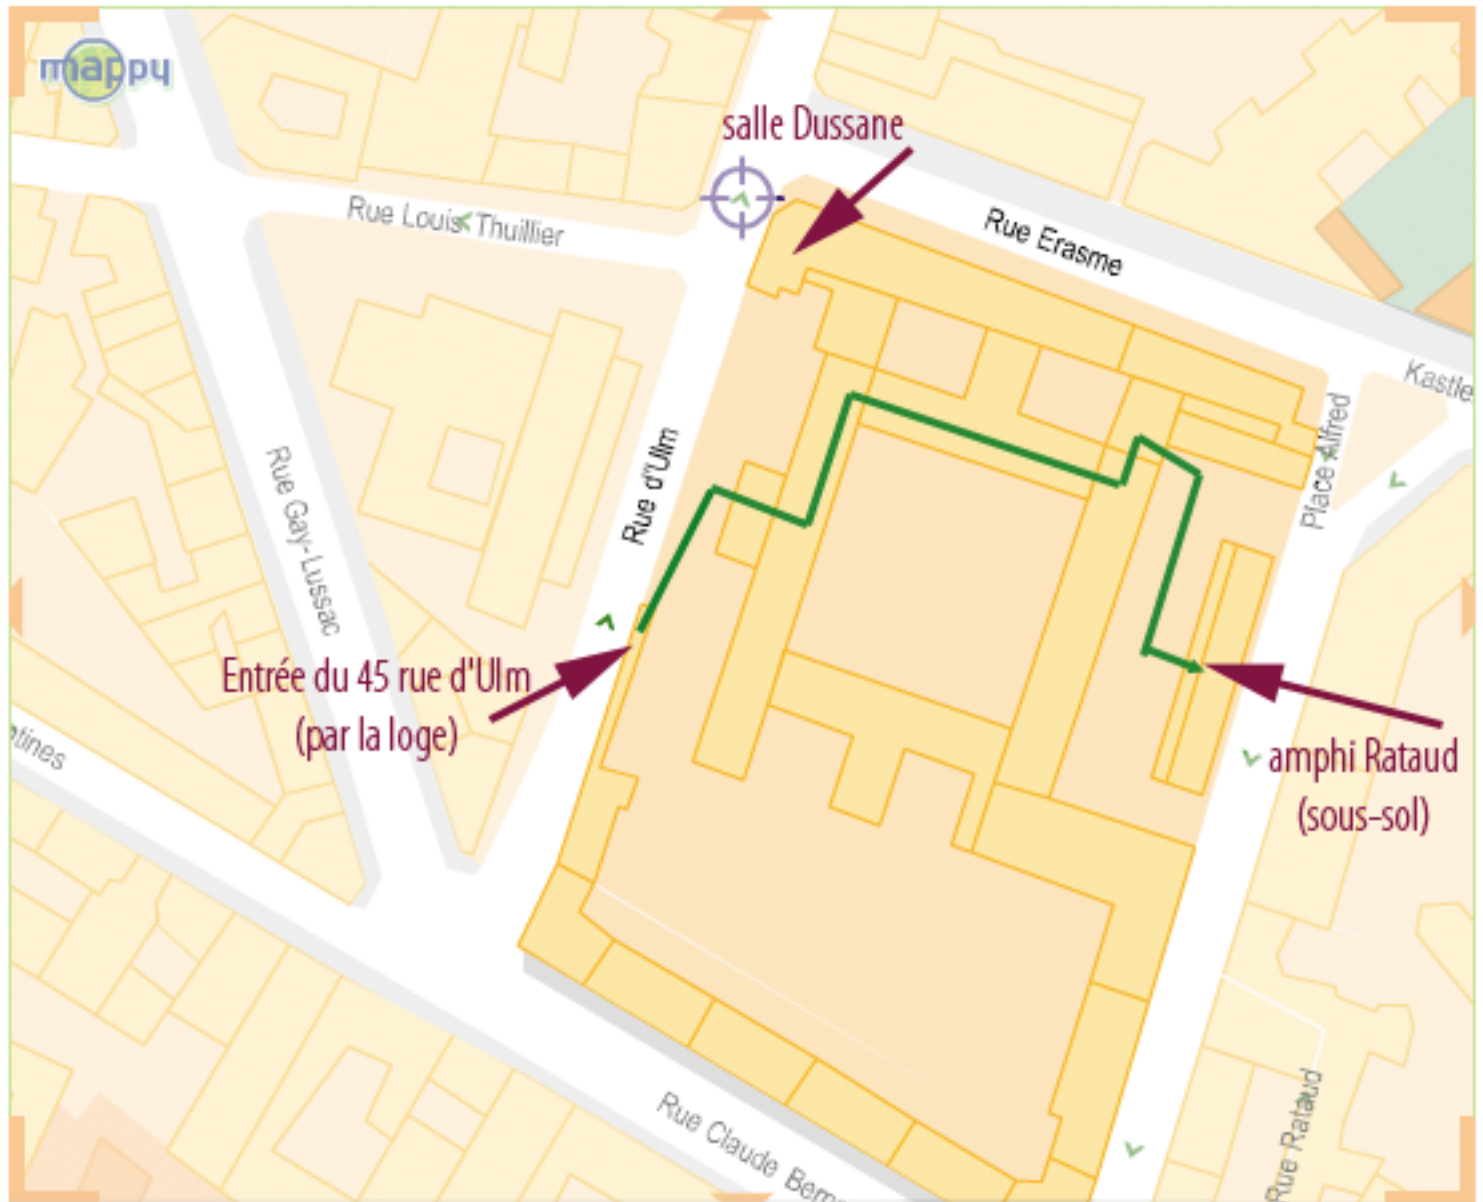 mappy
salle Dussane
Rue Louis Thuillier
Rue Erasme
Kastle
Place Alfred
Rue d'Ulm
Rue Gay-Lussac
Entrée du 45 rue d'Ulm
(par la loge)
amphi Rataud
(sous-sol)
tines
Rue Claude Bern
Rue Rataud